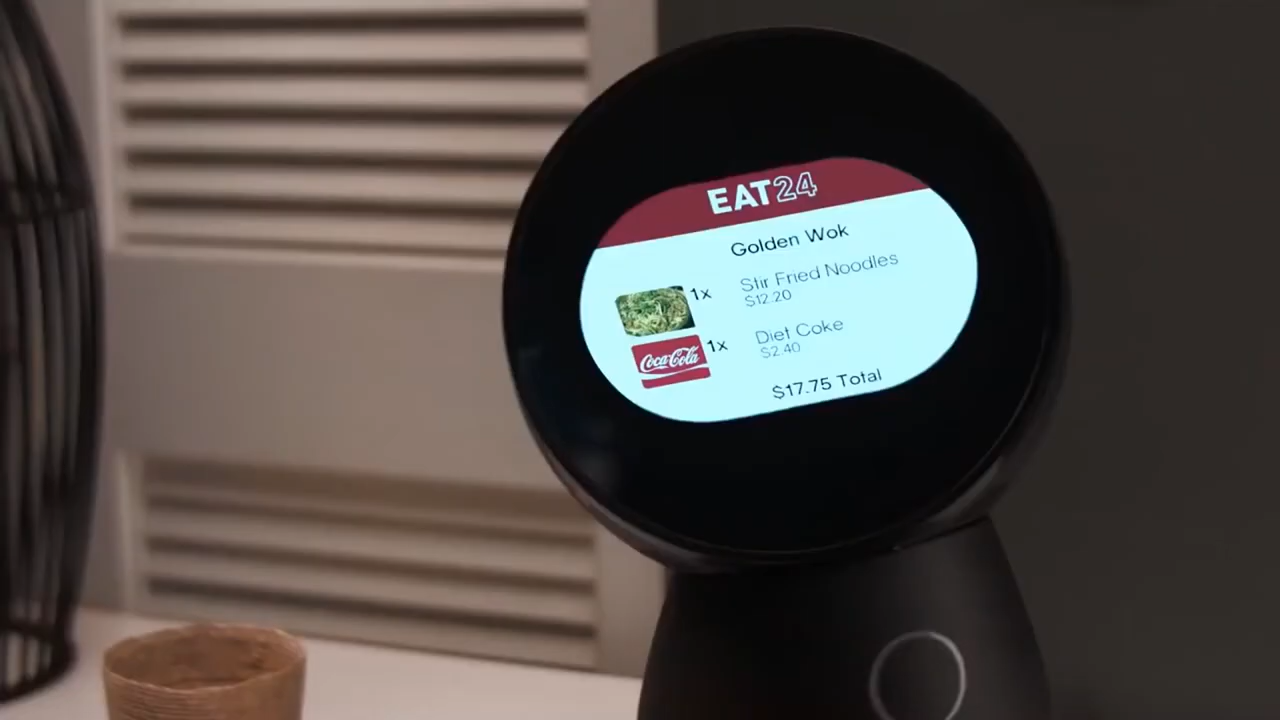 EAT24
Golden Wok
1x Stir Fried Noodles
$12.20
1x Diet Coke
$2.40
Coca-Cola
$17.75 Total